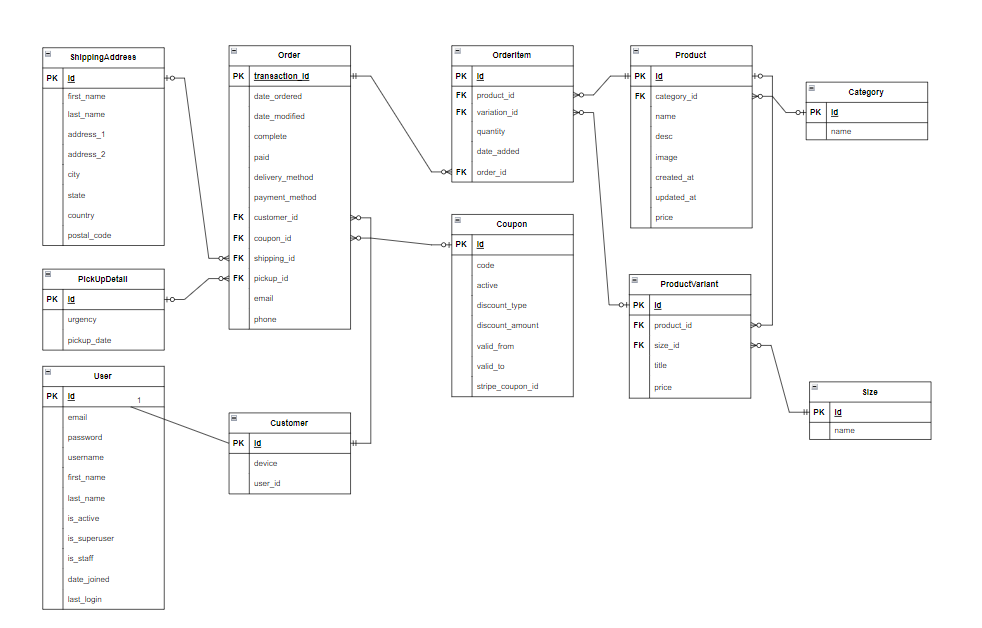 ShippingAddress
PK id
first_name
last_name
address_1
address_2
city
state
country
postal_code
PickUpDetail
PK id
urgency
pickup_date
User
PK id
1
email
password
username
first_name
last_name
is_active
is_superuser
is_staff
date_joined
last_login
Order
PK transaction_id
date_ordered
date_modified
complete
paid
delivery_method
payment_method
FK customer_id
FK coupon_id
FK shipping_id
FK pickup_id
email
phone
Customer
PK id
device
user_id
OrderItem
PK id
FK product_id
FK variation_id
quantity
date_added
FK order_id
Coupon
PK id
code
active
discount_type
discount_amount
valid_from
valid_to
stripe_coupon_id
Product
PK id
FK category_id
name
desc
image
created_at
updated_at
price
ProductVariant
PK id
FK product_id
FK size_id
title
price
Category
PK id
name
Size
PK id
name